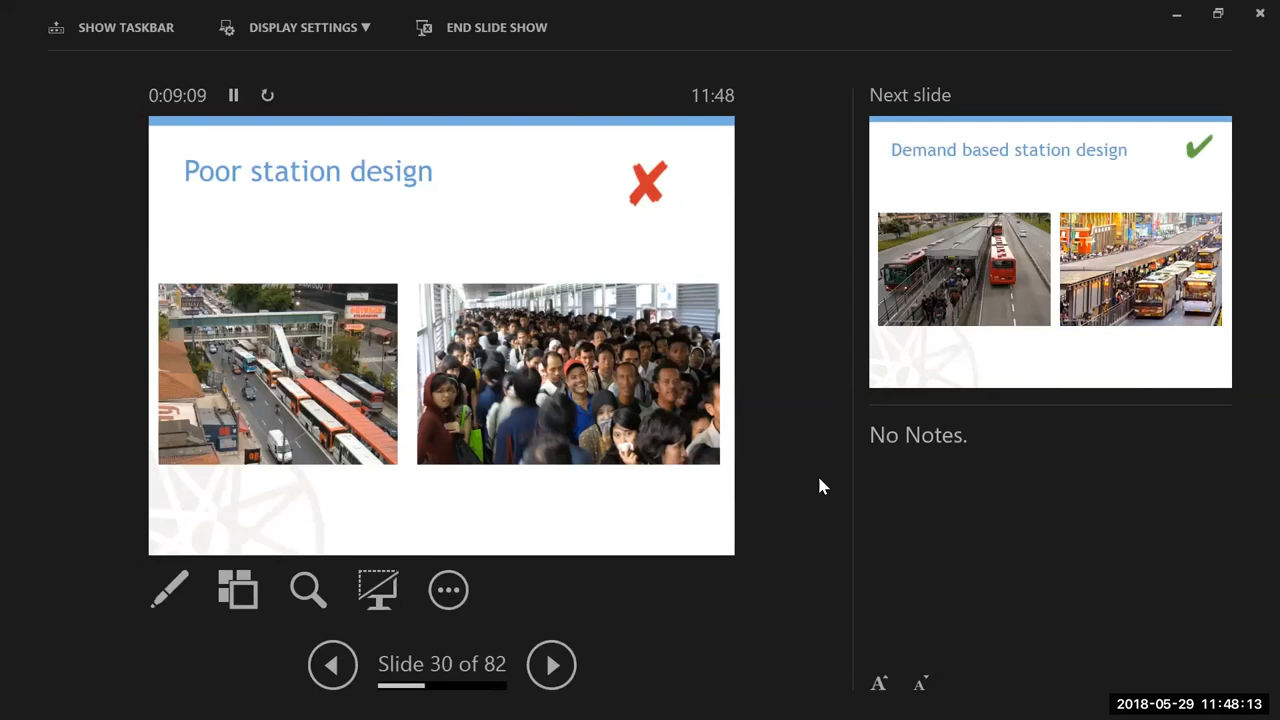 SHOW TASKBAR
DISPLAY SETTINGS ▼
END SLIDE SHOW
0:09:09
11:48
Next slide
Poor station design
Demand based station design
No Notes.
Slide 30 of 82
2018-05-29 11:48:13